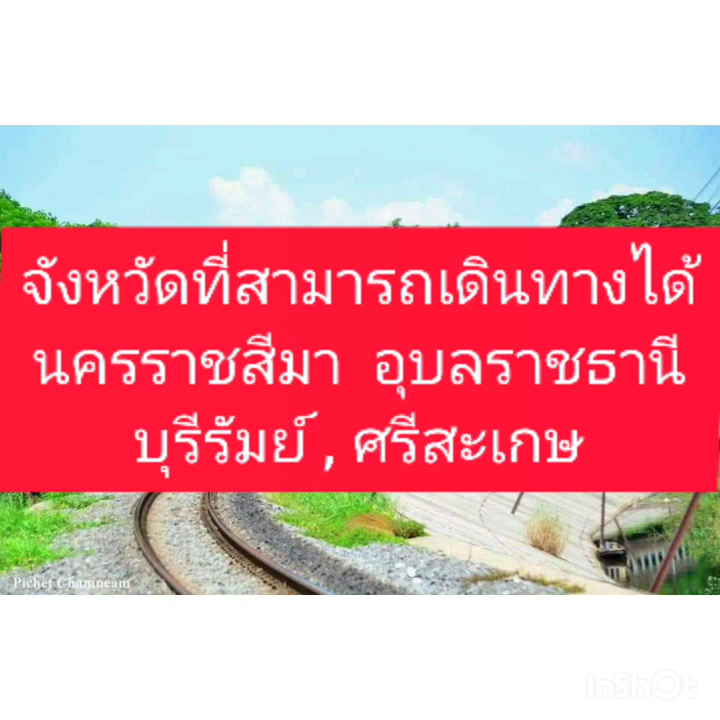 จังหวัดที่สามารถเดินทางได้
นครราชสีมา อุบลราชธานี
บุรีรัมย์ , ศรีสะเกษ
Pichet Chamneam
InShOt